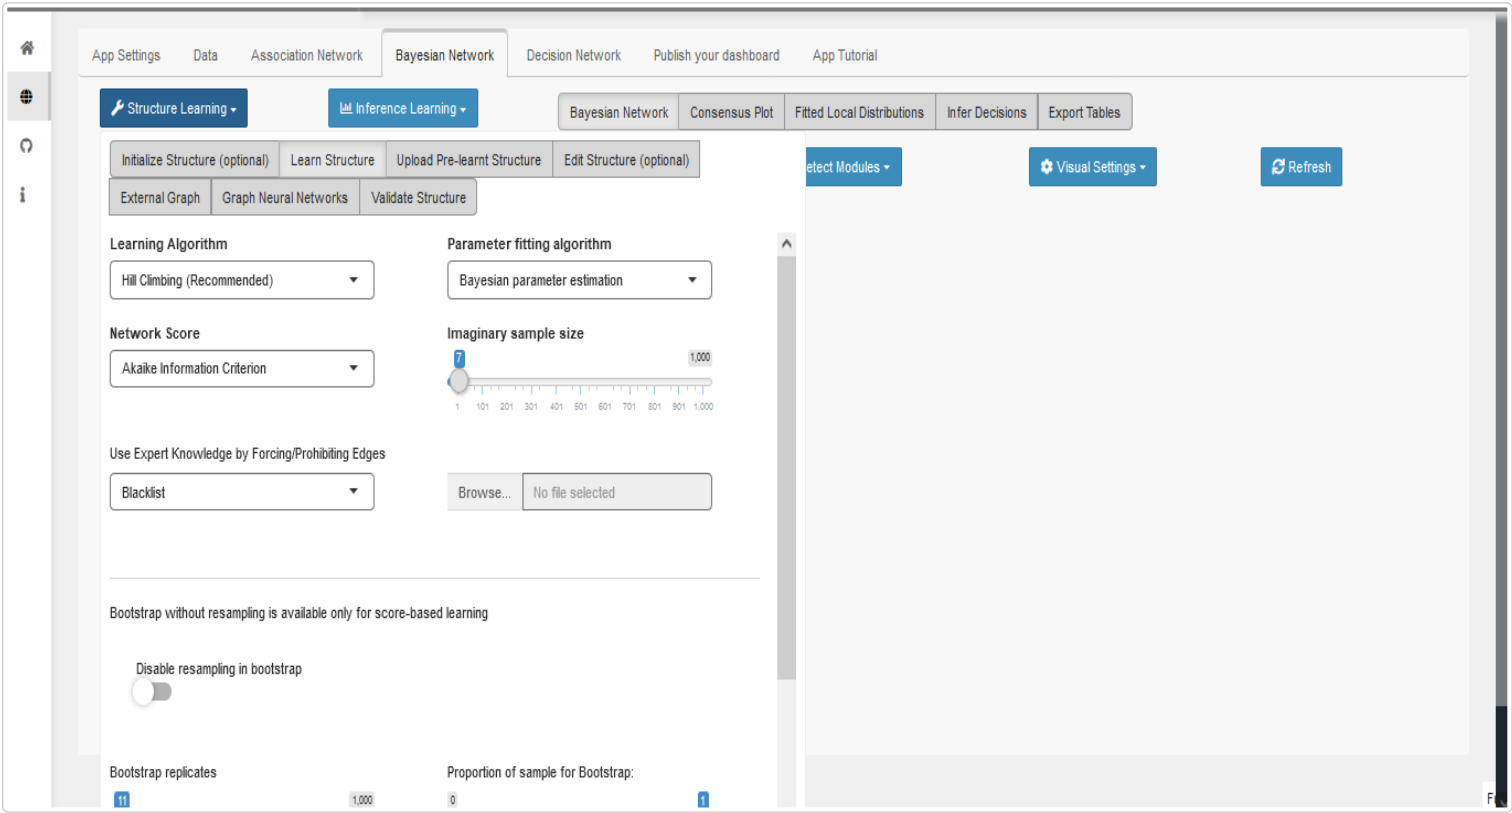 App Settings Data Association Network Bayesian Network Decision Network Publish your dashboard App Tutorial
Structure Learning Inference Learning Bayesian Network Consensus Plot Fitted Local Distributions Infer Decisions Export Tables
Initialize Structure (optional) Learn Structure Upload Pre-learnt Structure Edit Structure (optional) Modules Visual Settings Refresh
External Graph Graph Neural Networks Validate Structure
Learning Algorithm Parameter fitting algorithm
Hill Climbing (Recommended) Bayesian parameter estimation
Network Score Imaginary sample size
7 1,000
Akaike Information Criterion
1 101 201 301 401 501 601 701 801 901 1,000
Use Expert Knowledge by Forcing/Prohibiting Edges
Blacklist Browse... No file selected
Bootstrap without resampling is available only for score-based learning
Disable resampling in bootstrap
Bootstrap replicates Proportion of sample for Bootstrap:
11 1,000 0 1